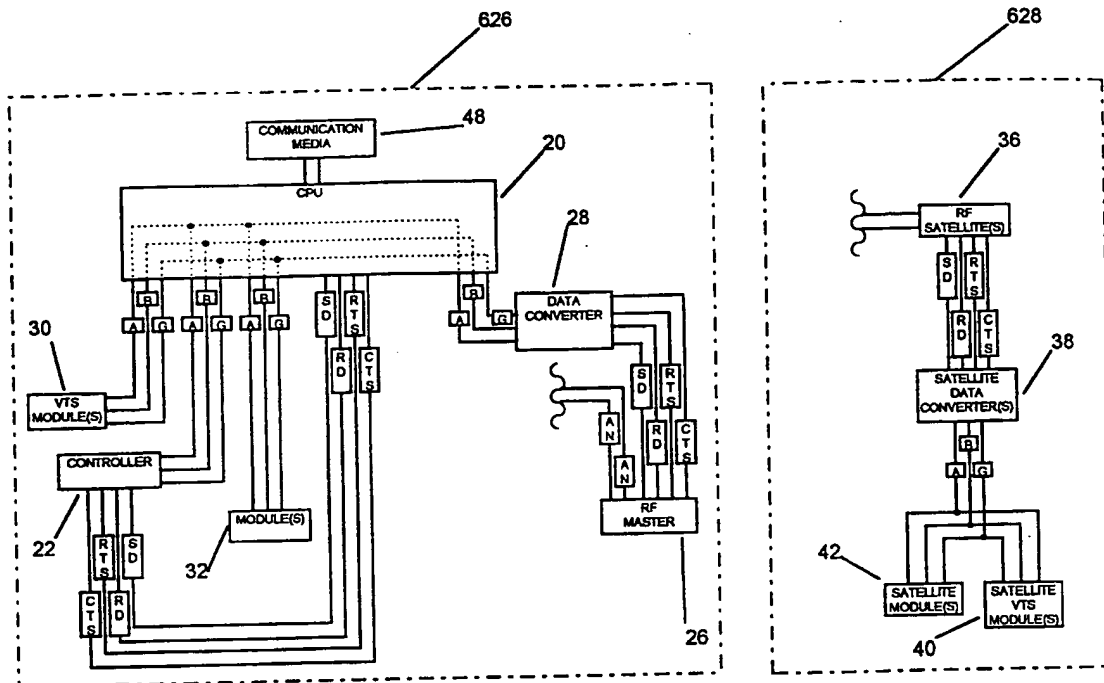 626
628
COMMUNICATION
MEDIA
48
20
CPU
36
RF
SATELLITE(S)
28
DATA
CONVERTER
SD
RD
RTS
CTS
A
B
G
A
B
G
A
B
G
SD
RD
RTS
CTS
A
B
G
30
VTS
MODULE(S)
SD
RD
RTS
CTS
AN
AN
38
SATELLITE
DATA
CONVERTER(S)
A
B
G
CONTROLLER
22
MODULE(S)
32
RF
MASTER
26
CTS
RTS
RD
SD
42
SATELLITE
MODULE(S)
SATELLITE
VTS
MODULE(S)
40